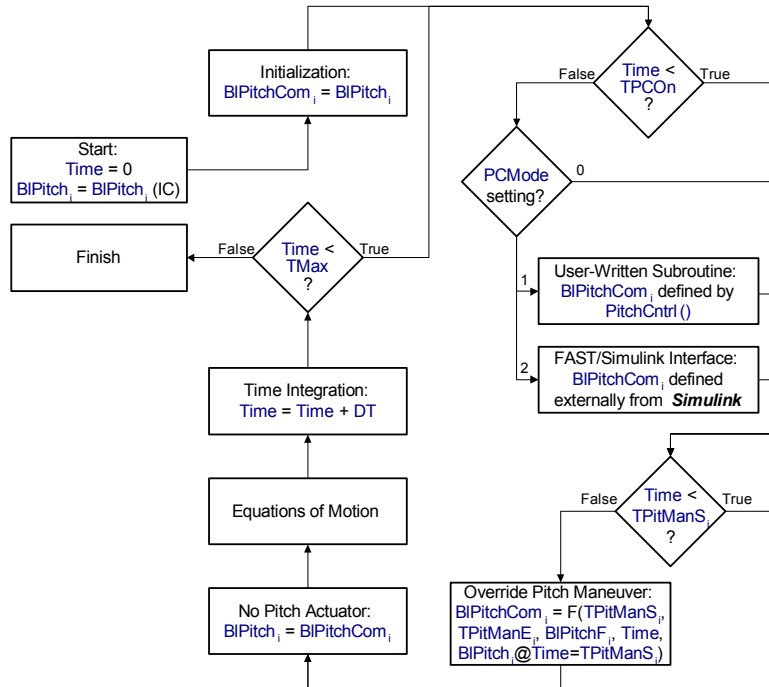 Initialization:
BlPitchCom i = BlPitch i
Time <
TPCOn
?
False
True
Start:
Time = 0
BlPitch i = BlPitch i (IC)
PCMode
setting?
0
1
2
Finish
False
Time <
TMax
?
True
User-Written Subroutine:
BlPitchCom i defined by
PitchCntrl()
FAST/Simulink Interface:
BlPitchCom i defined
externally from Simulink
Time Integration:
Time = Time + DT
False
Time <
TPitManS i
?
True
Equations of Motion
No Pitch Actuator:
BlPitch i = BlPitchCom i
Override Pitch Maneuver:
BlPitchCom i = F(TPitManS i,
TPitManE i, BlPitchF i, Time,
BlPitch i@Time=TPitManS i)